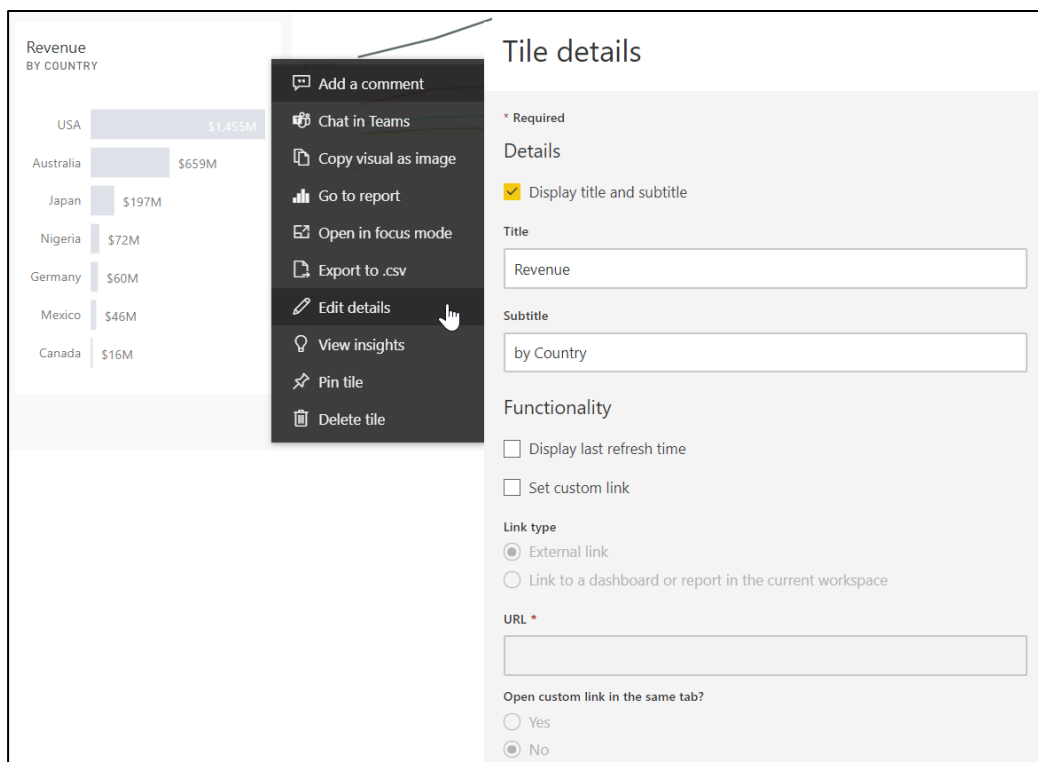 Revenue
BY COUNTRY
USA $1,455M
Australia $659M
Japan $197M
Nigeria $72M
Germany $60M
Mexico $46M
Canada $16M
Add a comment
Chat in Teams
Copy visual as image
Go to report
Open in focus mode
Export to .csv
Edit details
View insights
Pin tile
Delete tile
Tile details
* Required
Details
Display title and subtitle
Title
Revenue
Subtitle
by Country
Functionality
Display last refresh time
Set custom link
Link type
External link
Link to a dashboard or report in the current workspace
URL *
Open custom link in the same tab?
Yes
No